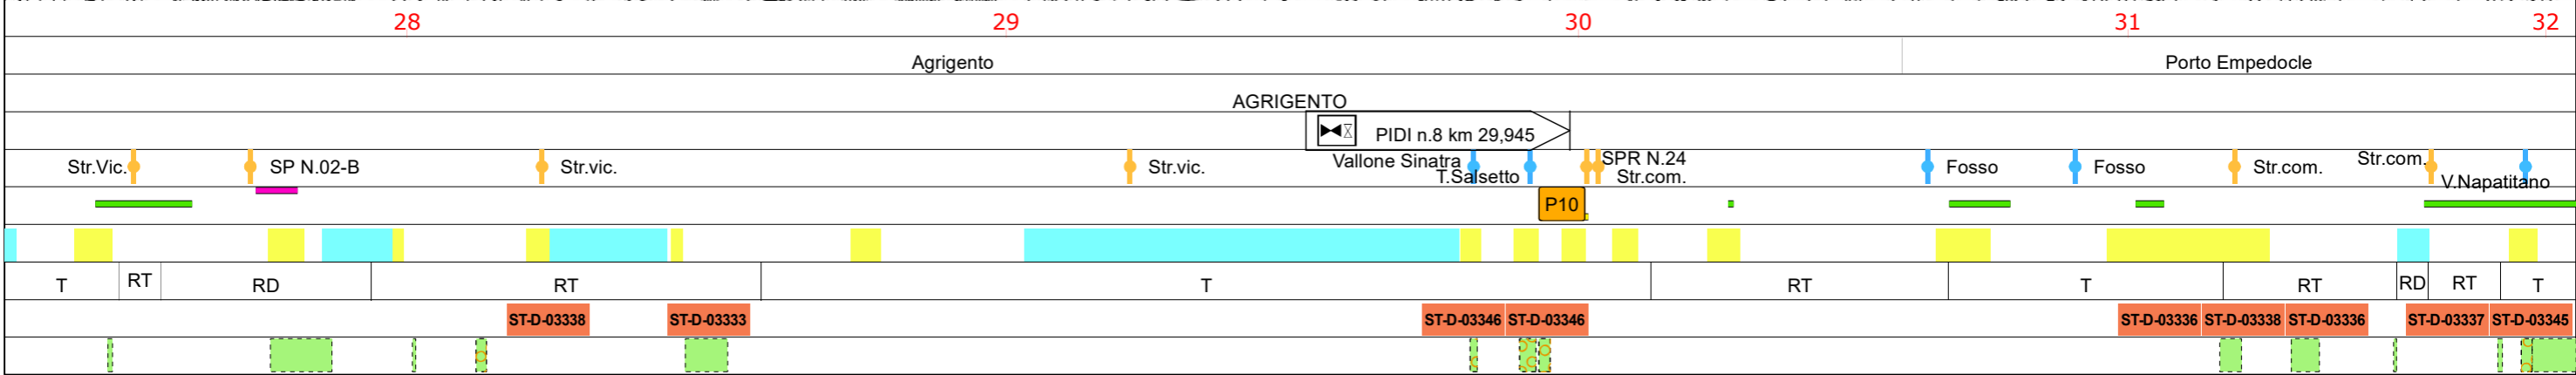 28 29 30 31 32
Agrigento Porto Empedocle
AGRIGENTO
PIDI n.8 km 29,945
Str.Vic. SP N.02-B Str.vic. Str.vic. Vallone Sinatra SPR N.24 Fosso Fosso Str.com. Str.com.
T.Salsetto Str.com. V.Napatitano
P10
T RT RD RT T RT T RT RD RT T
ST-D-03338 ST-D-03333 ST-D-03346 ST-D-03346 ST-D-03336 ST-D-03338 ST-D-03336 ST-D-03337 ST-D-03345